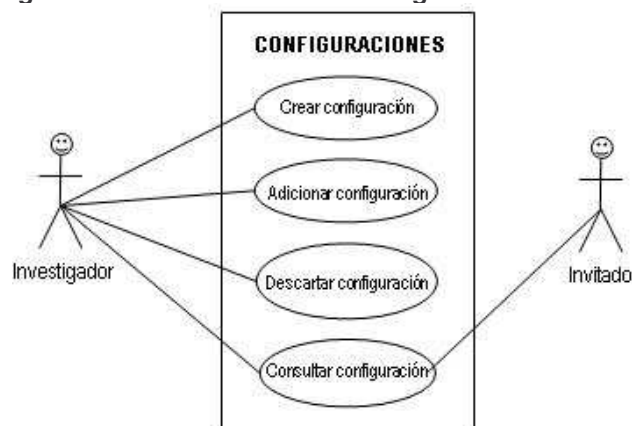 CONFIGURACIONES
Crear configuración
Adicionar configuración
Investigador
Descartar configuración
Invitado
Consultar configuración